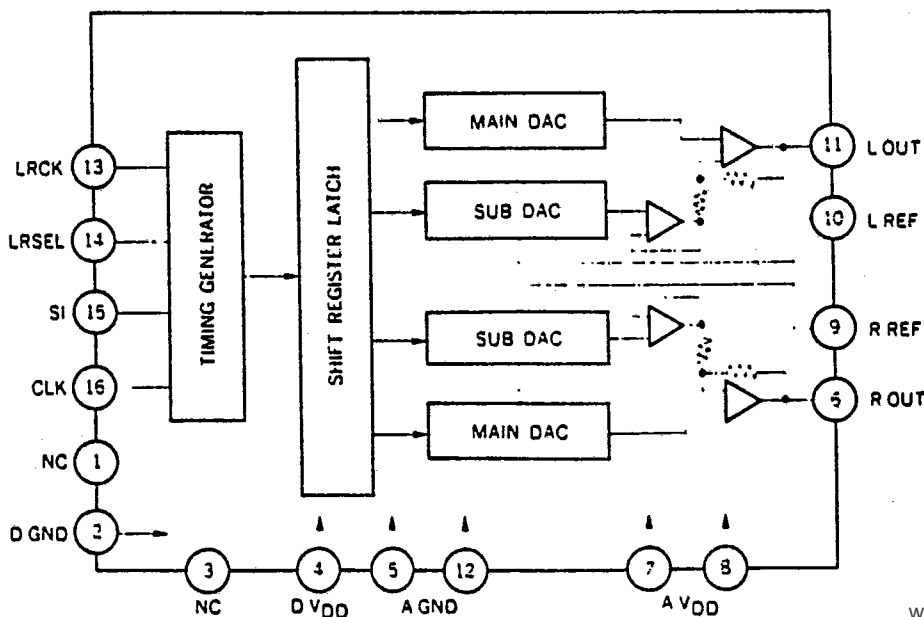 MAIN DAC
11 L OUT
LRCK 13
SUB DAC
10 L REF
LRSEL 14
TIMING GENERATOR
SHIFT REGISTER LATCH
SI 15
SUB DAC
9 R REF
CLK 16
6 R OUT
MAIN DAC
NC 1
D GND 2
3 4 5 12 7 8
NC D VDD A GND A VDD
W